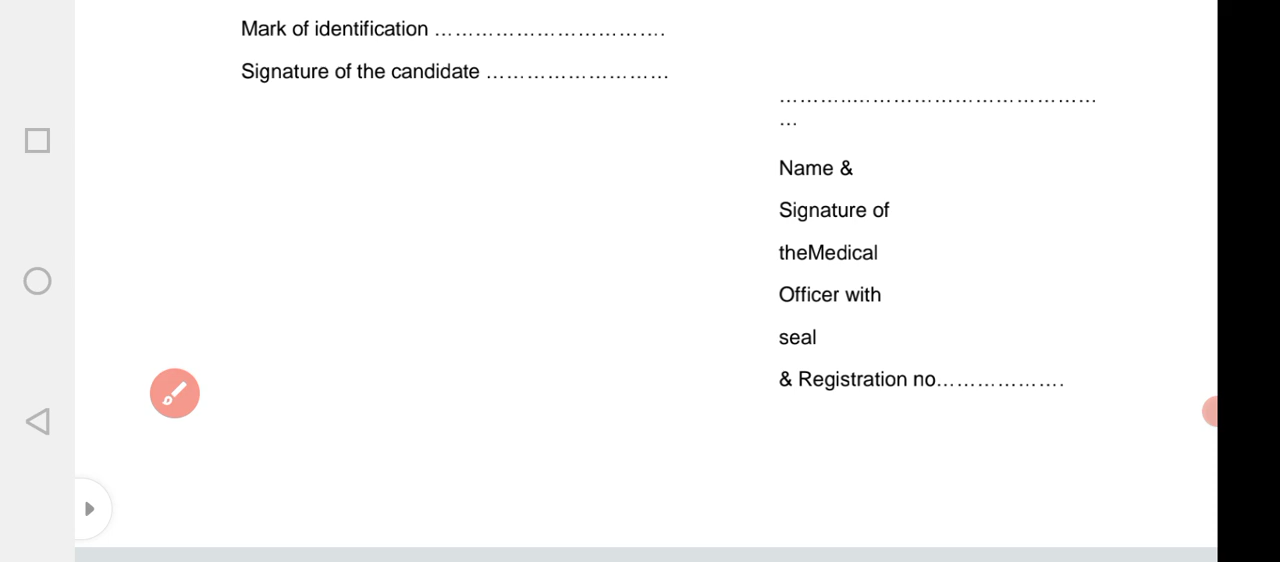 Mark of identification …………………………….
Signature of the candidate ………………………
………..………………………………
…
Name &
Signature of
theMedical
Officer with
seal
& Registration no……………….